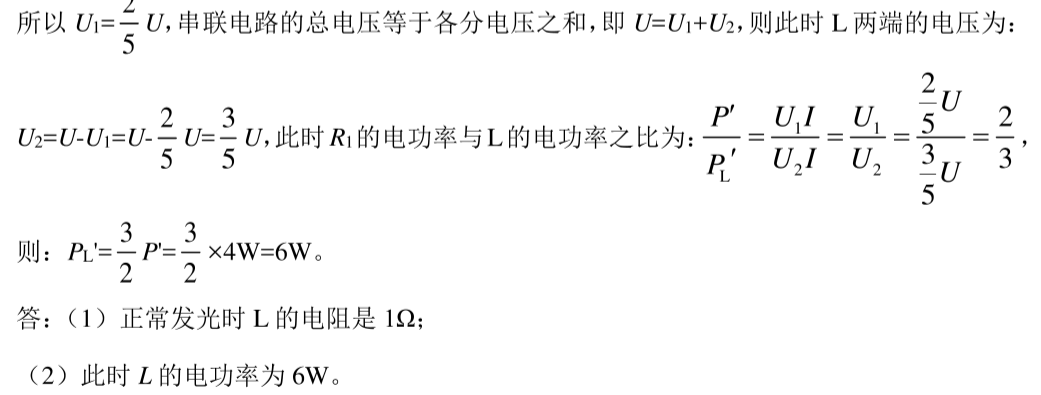 所以 U₁=2/5 U,串联电路的总电压等于各分电压之和,即 U=U₁+U₂,则此时 L 两端的电压为:
U₂=U-U₁=U-2/5 U=3/5 U,此时 R₁的电功率与L的电功率之比为: P′/P_L′ = U₁I/U₂I = U₁/U₂ = (2/5 U)/(3/5 U) = 2/3 ,
则: P_L'=3/2 P'=3/2 ×4W=6W。
答:(1)正常发光时 L 的电阻是 1Ω;
(2)此时 L 的电功率为 6W。